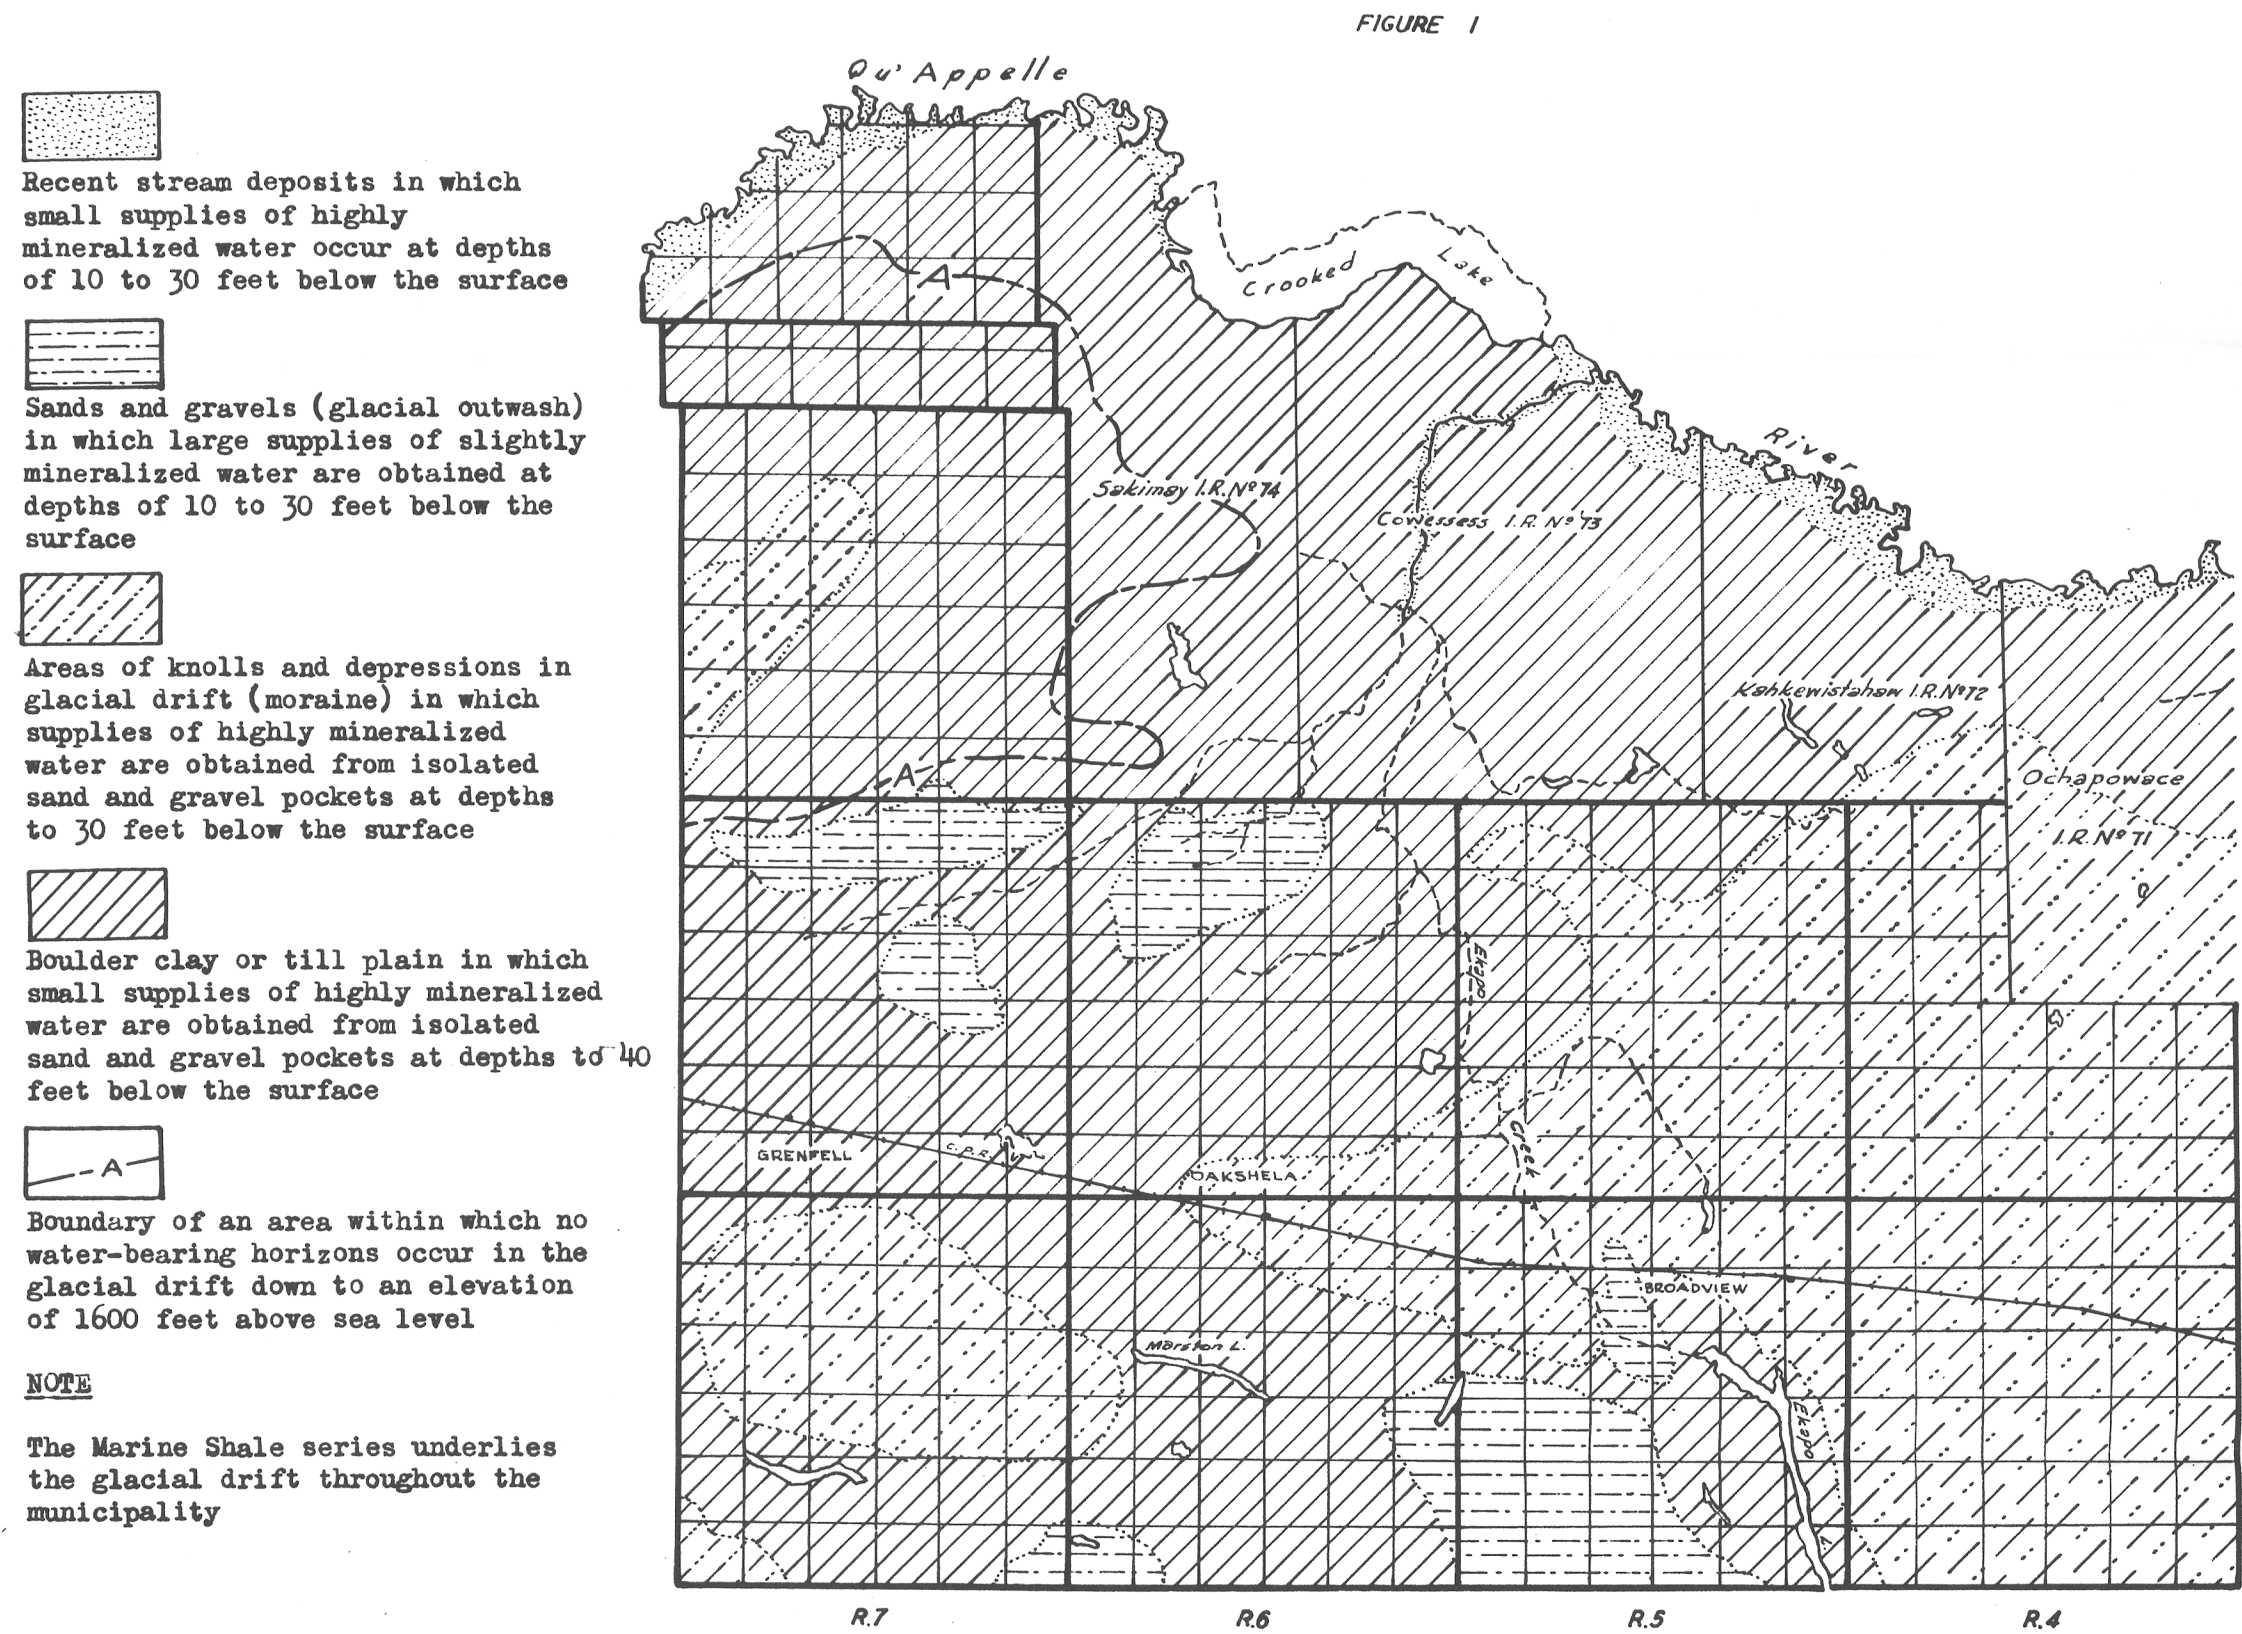 FIGURE 1
Qu' Appelle
Recent stream deposits in which
small supplies of highly
mineralized water occur at depths
of 10 to 30 feet below the surface
Sands and gravels (glacial outwash)
in which large supplies of slightly
mineralized water are obtained at
depths of 10 to 30 feet below the
surface
Areas of knolls and depressions in
glacial drift (moraine) in which
supplies of highly mineralized
water are obtained from isolated
sand and gravel pockets at depths
to 30 feet below the surface
Boulder clay or till plain in which
small supplies of highly mineralized
water are obtained from isolated
sand and gravel pockets at depths to 40
feet below the surface
A
Boundary of an area within which no
water-bearing horizons occur in the
glacial drift down to an elevation
of 1600 feet above sea level
NOTE
The Marine Shale series underlies
the glacial drift throughout the
municipality
A
Crooked Lake
River
Sakimay I.R. Nº 74
Cowessess I.R. Nº 73
Kahkewistahaw I.R. Nº 72
A
Ochapowace
I.R. Nº 71
Ekapo
Creek
GRENFELL
C.P.R.
OAKSHELA
BROADVIEW
Marston L.
Ekapo
L.
R.7
R.6
R.5
R.4